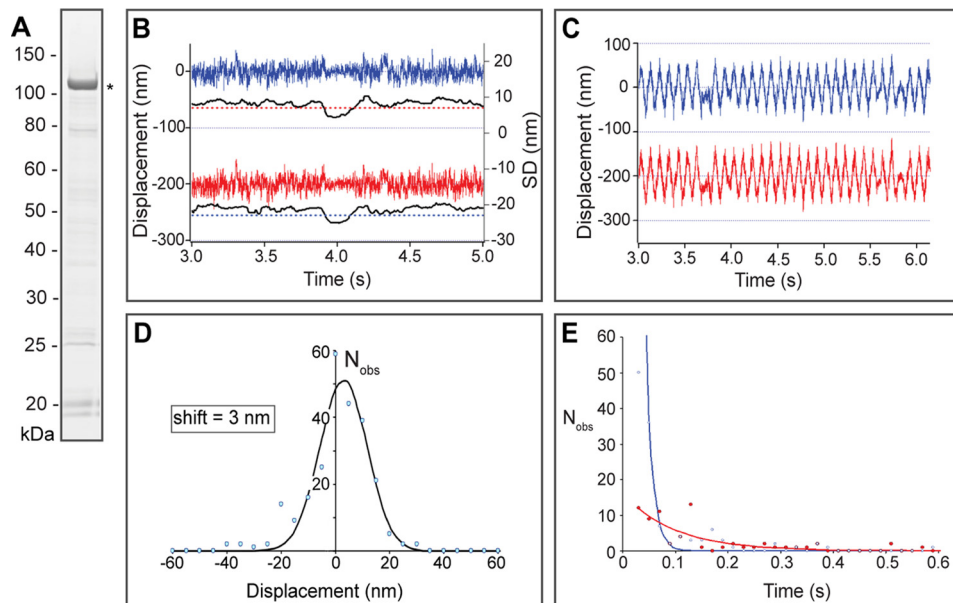 A
150 -
100 -
*
80 -
60 -
50 -
40 -
30 -
25 -
20 -
kDa
B
Displacement (nm)
0
-100
-200
-300
20
10
0
-10
-20
-30
SD (nm)
3.0 3.5 4.0 4.5 5.0
Time (s)
C
Displacement (nm)
100
0
-100
-200
-300
3.0 3.5 4.0 4.5 5.0 5.5 6.0
Time (s)
D
60
N obs
shift = 3 nm
40
20
-60 -40 -20 0 20 40 60
Displacement (nm)
E
50
40
N obs
30
20
10
0
0 0.1 0.2 0.3 0.4 0.5 0.6
Time (s)